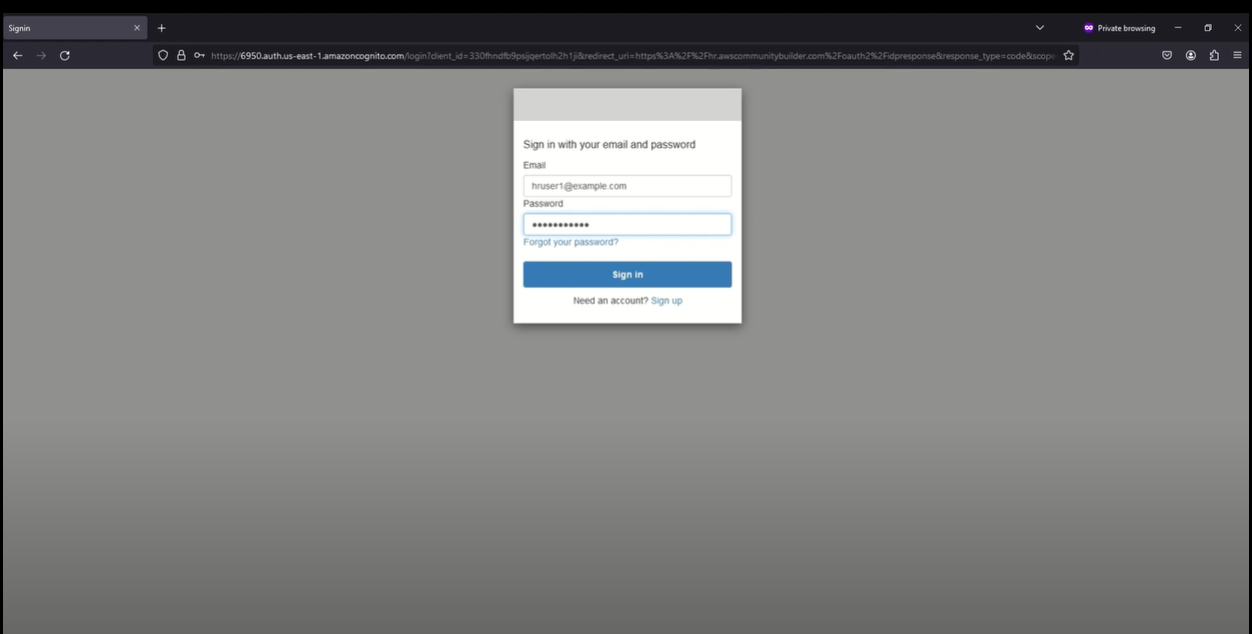 Signin
Private browsing
https://6950.auth.us-east-1.amazoncognito.com/login?client_id=330fhndfb9psijqertolh2h1ji&redirect_uri=https%3A%2F%2Fhr.awscommunitybuilder.com%2Foauth2%2Fidpresponse&response_type=code&scope
Sign in with your email and password
Email
hruser1@example.com
Password
Forgot your password?
Sign in
Need an account? Sign up